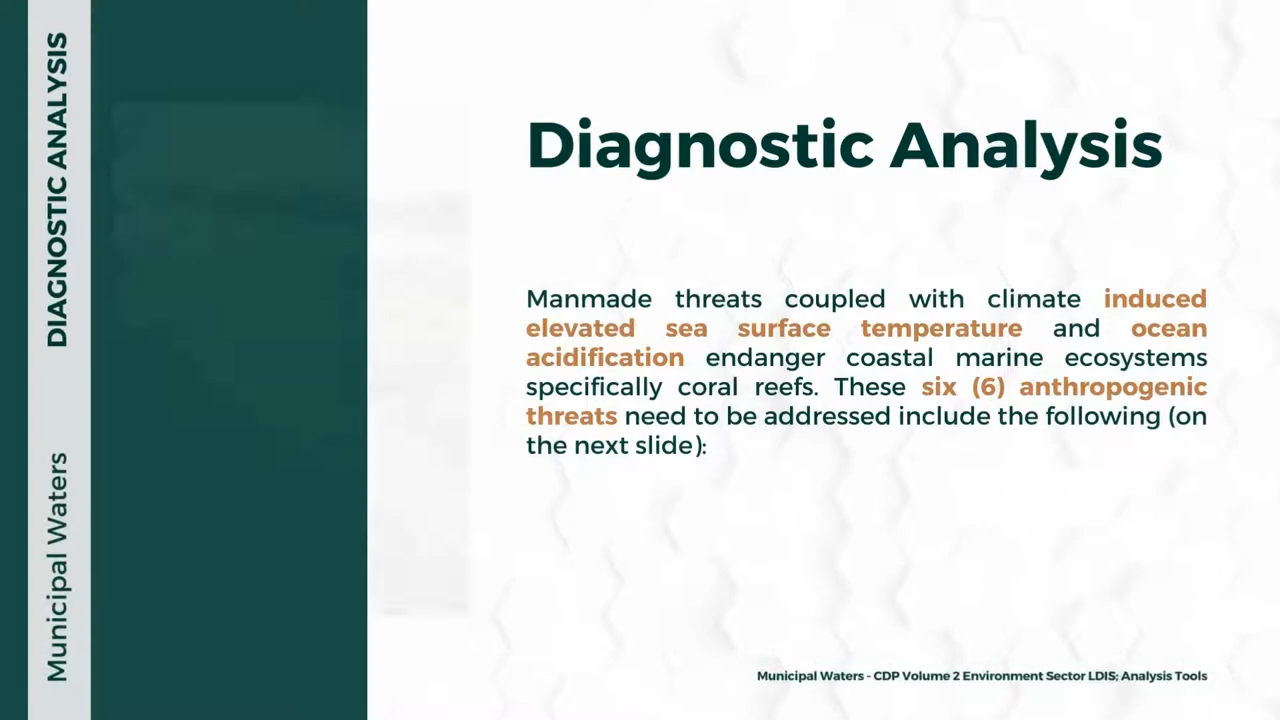 DIAGNOSTIC ANALYSIS
Municipal Waters
Diagnostic Analysis
Manmade threats coupled with climate induced
elevated sea surface temperature and ocean
acidification endanger coastal marine ecosystems
specifically coral reefs. These six (6) anthropogenic
threats need to be addressed include the following (on
the next slide):
Municipal Waters - CDP Volume 2 Environment Sector LDIS; Analysis Tools